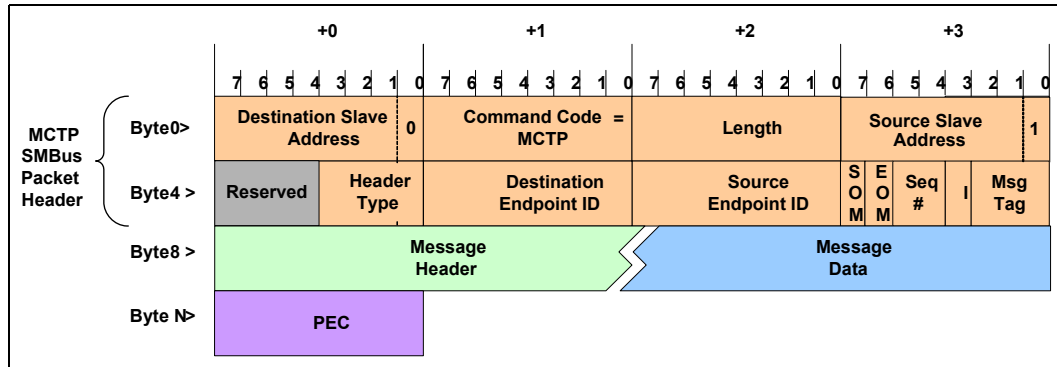 +0 +1 +2 +3
7 6 5 4 3 2 1 0 7 6 5 4 3 2 1 0 7 6 5 4 3 2 1 0 7 6 5 4 3 2 1 0
MCTP
SMBus
Packet
Header
Byte0>
Destination Slave
Address
0
Command Code =
MCTP
Length
Source Slave
Address
1
Byte4 >
Reserved
Header
Type
Destination
Endpoint ID
Source
Endpoint ID
S
O
M
E
O
M
Seq
#
I
Msg
Tag
Byte8 >
Message
Header
Message
Data
Byte N>
PEC